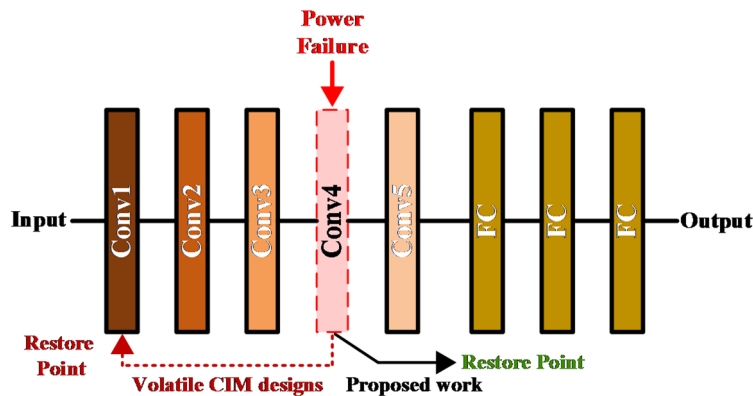 Power
Failure
Input
Conv1
Conv2
Conv3
Conv4
Conv5
FC
FC
FC
Output
Restore
Point
Volatile CIM designs
Proposed work
Restore Point